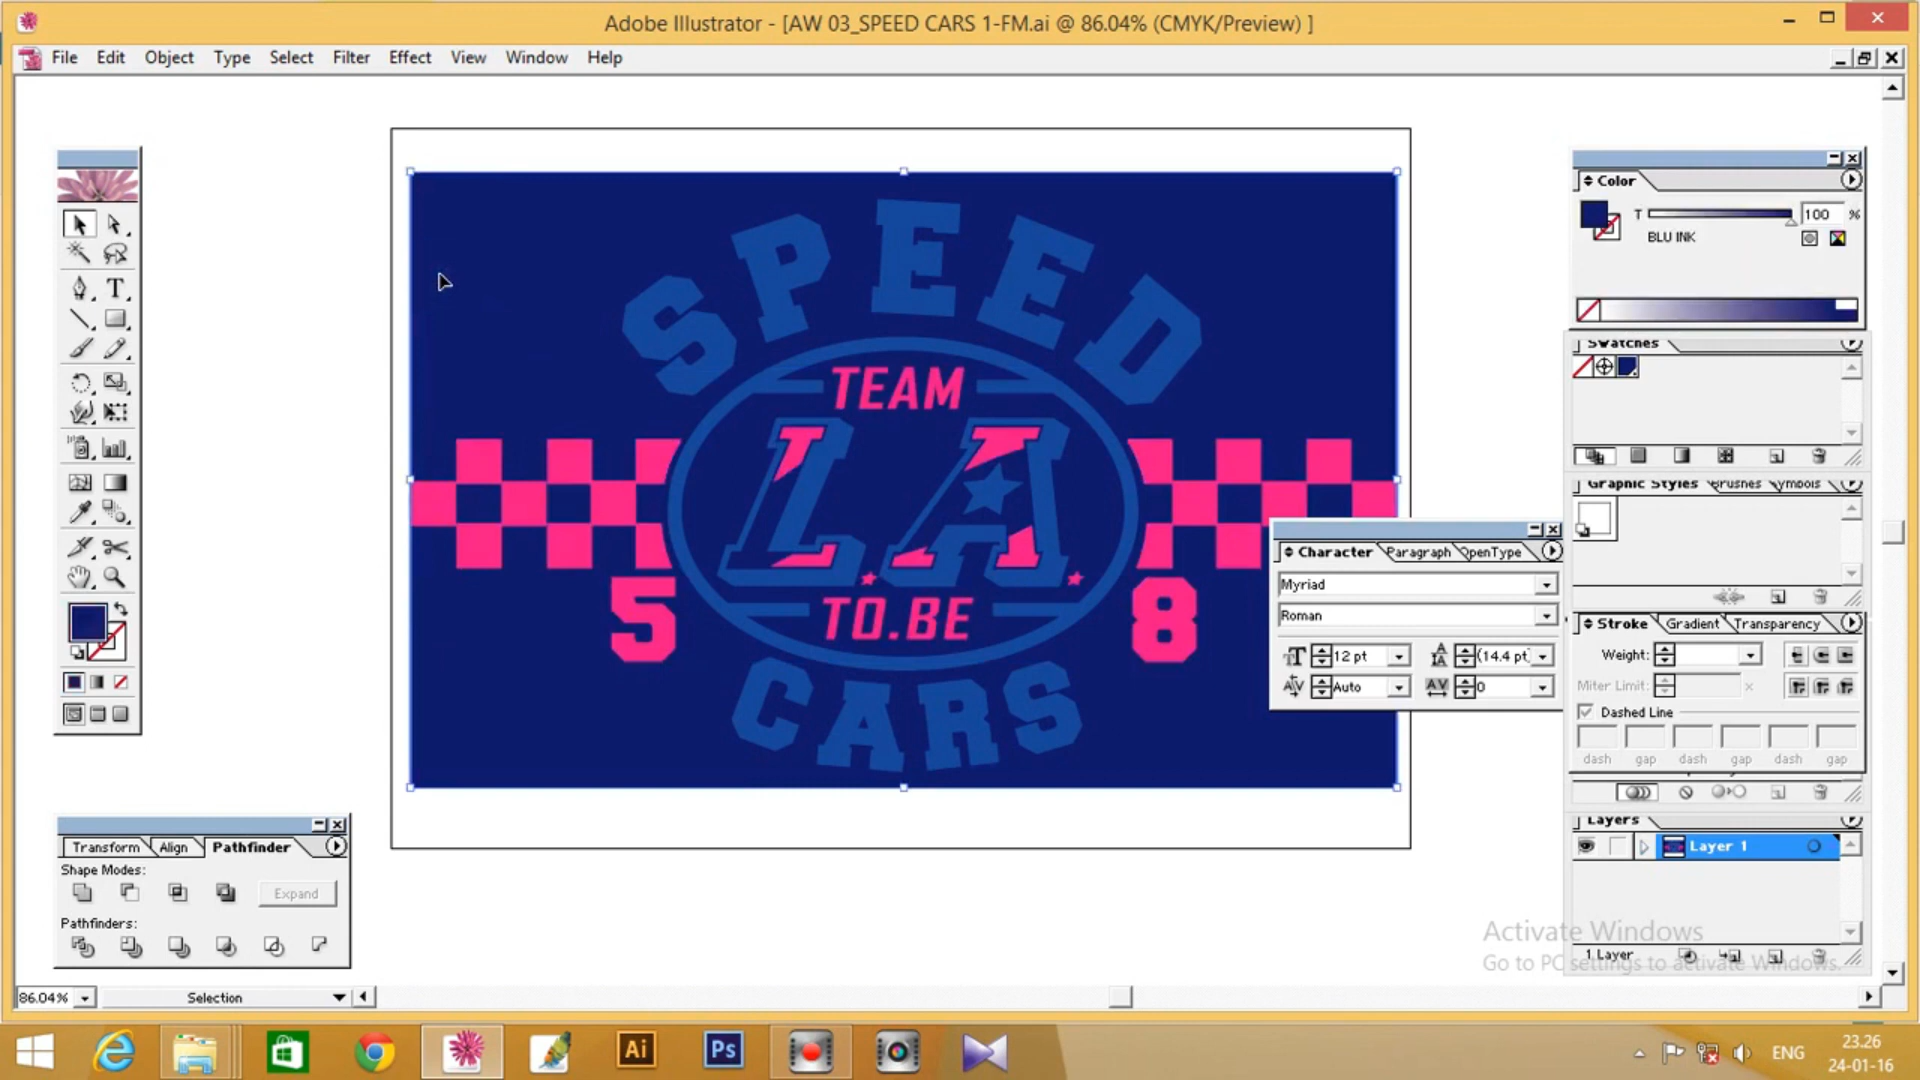 Adobe Illustrator - [AW 03_SPEED CARS 1-FM.ai @ 86.04% (CMYK/Preview) ]
File Edit Object Type Select Filter Effect View Window Help
SPEED
TEAM
L.A.
TO.BE
5 8
CARS
T
Transform Align Pathfinder
Shape Modes:
Expand
Pathfinders:
Color
T 100 %
BLU INK
Swatches
Graphic Styles Brushes Symbols
Character Paragraph OpenType
Myriad
Roman
12 pt (14.4 pt)
Auto 0
Stroke Gradient Transparency
Weight:
Miter Limit: ×
Dashed Line
dash gap dash gap dash gap
Layers
Layer 1
1 Layer
Activate Windows
Go to PC settings to activate Windows.
86.04% Selection
Ai Ps
ENG
23.26
24-01-16